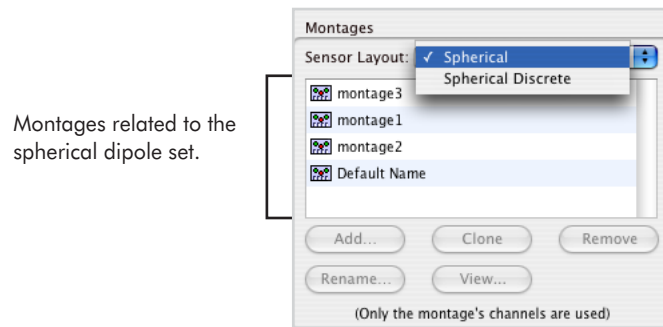 Montages related to the
spherical dipole set.
Montages
Sensor Layout: ✓ Spherical
Spherical Discrete
montage3
montage1
montage2
Default Name
Add... Clone Remove
Rename... View...
(Only the montage's channels are used)